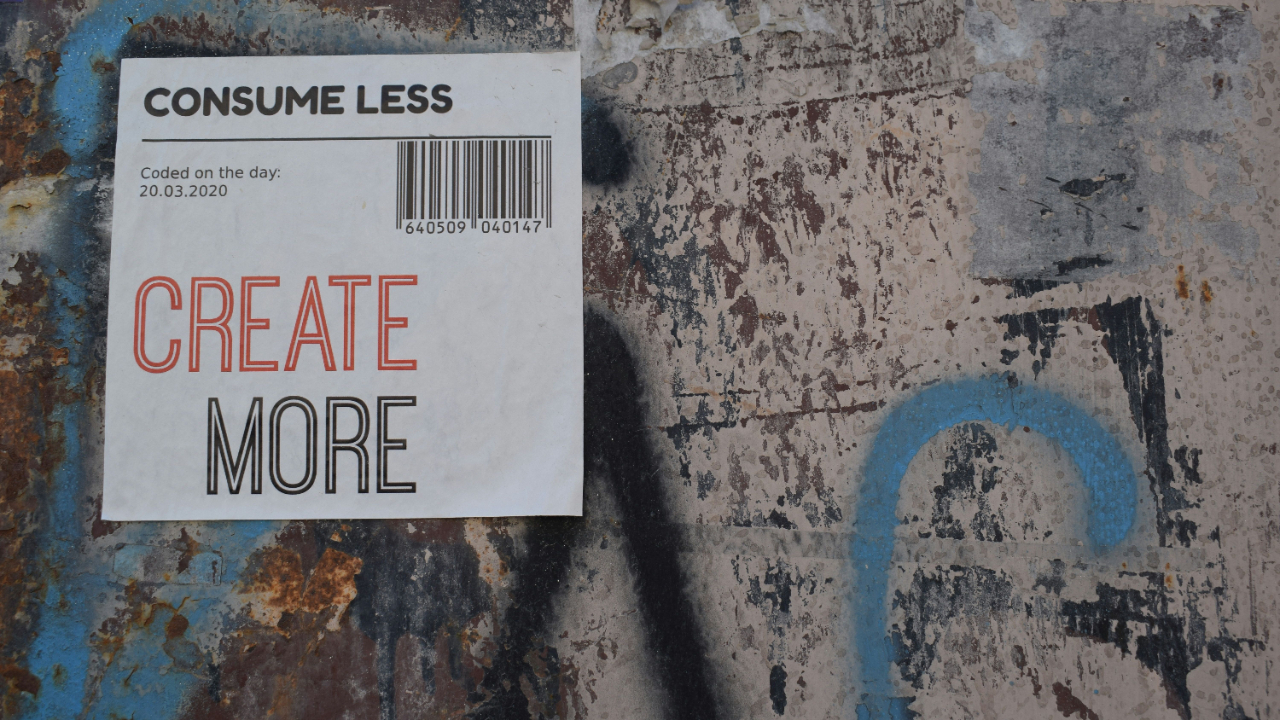 CONSUME LESS
Coded on the day:
20.03.2020
640509 040147
CREATE
MORE